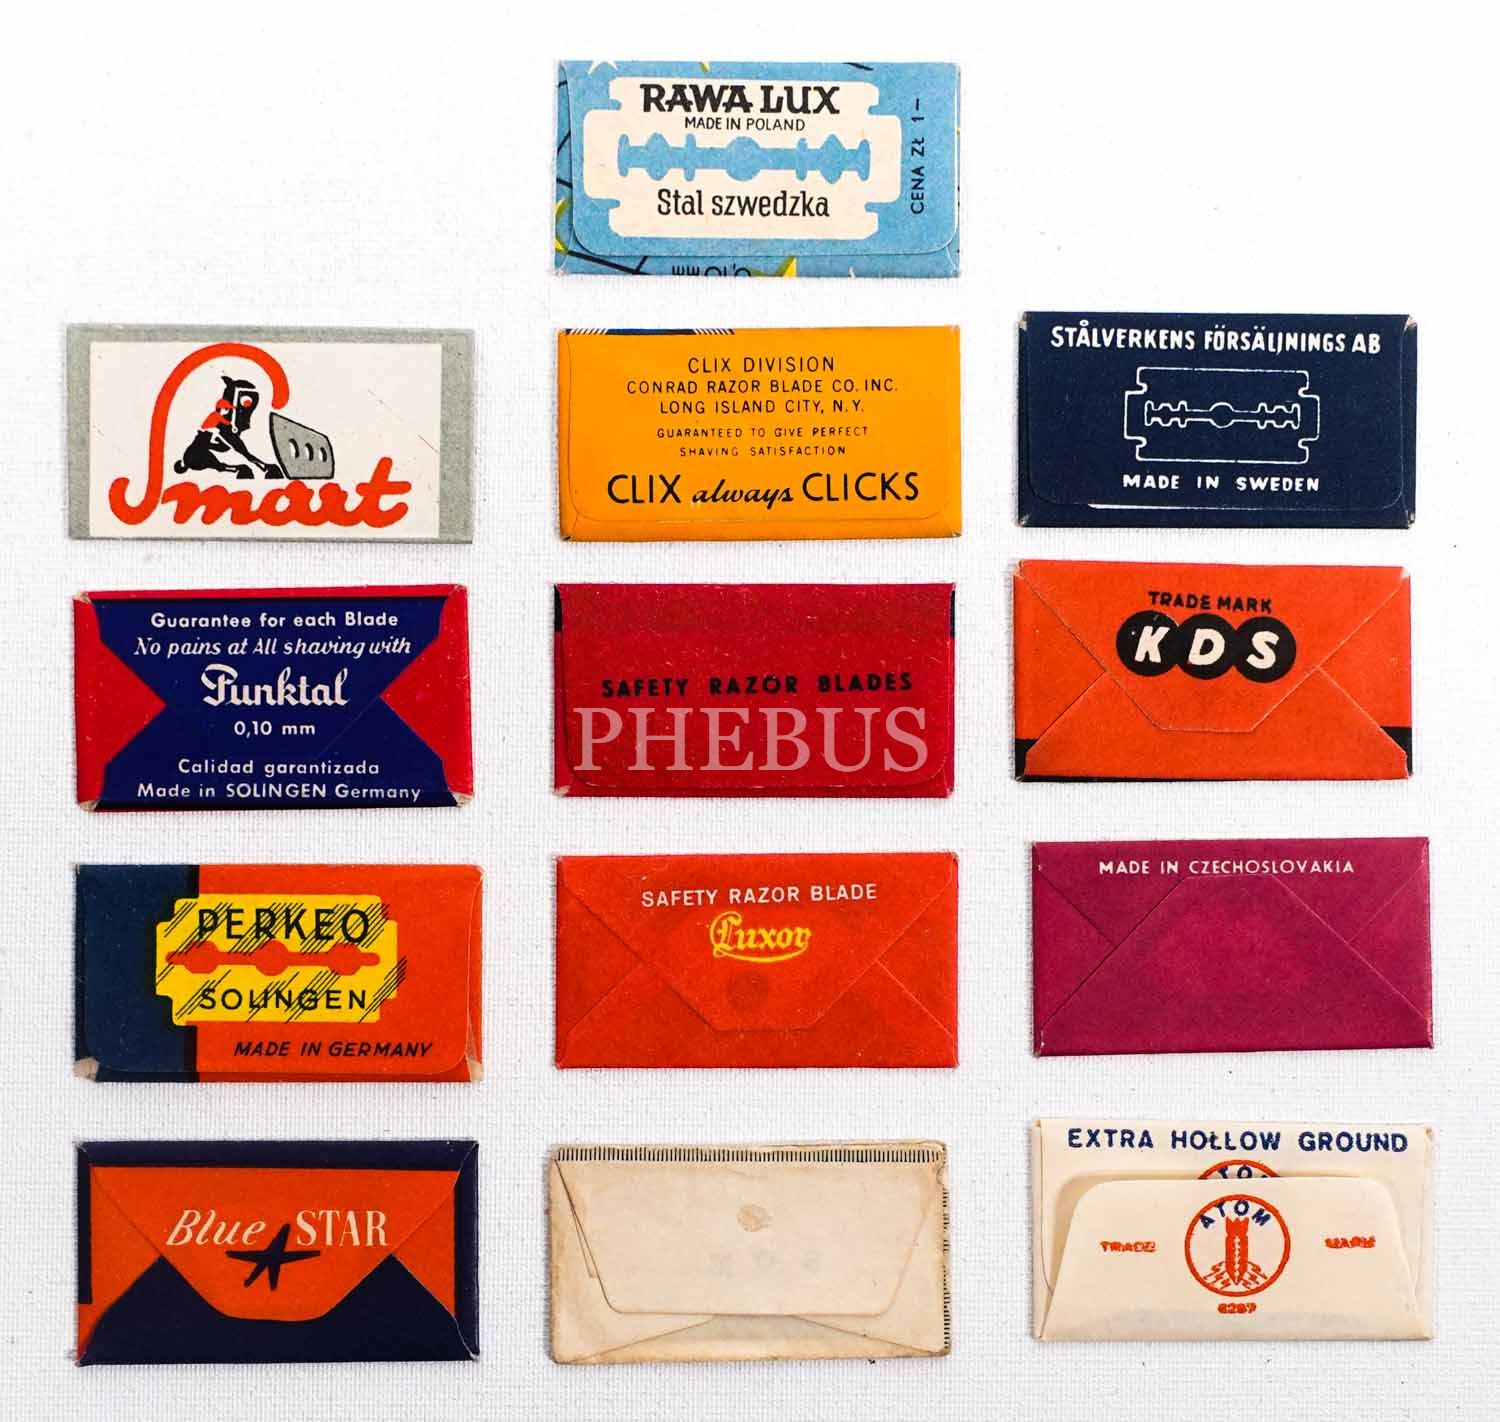 RAWA LUX
MADE IN POLAND
Stal szwedzka
CENA ZŁ 1-
Smart
CLIX DIVISION
CONRAD RAZOR BLADE CO. INC.
LONG ISLAND CITY, N.Y.
GUARANTEED TO GIVE PERFECT
SHAVING SATISFACTION
CLIX always CLICKS
STÅLVERKENS FÖRSÄLJNINGS AB
MADE IN SWEDEN
Guarantee for each Blade
No pains at All shaving with
Punktal
0,10 mm
Calidad garantizada
Made in SOLINGEN Germany
SAFETY RAZOR BLADES
PHEBUS
TRADE MARK
KDS
PERKEO
SOLINGEN
MADE IN GERMANY
SAFETY RAZOR BLADE
Luxor
MADE IN CZECHOSLOVAKIA
Blue STAR
EXTRA HOLLOW GROUND
ATOM
TRADE MARK
6297